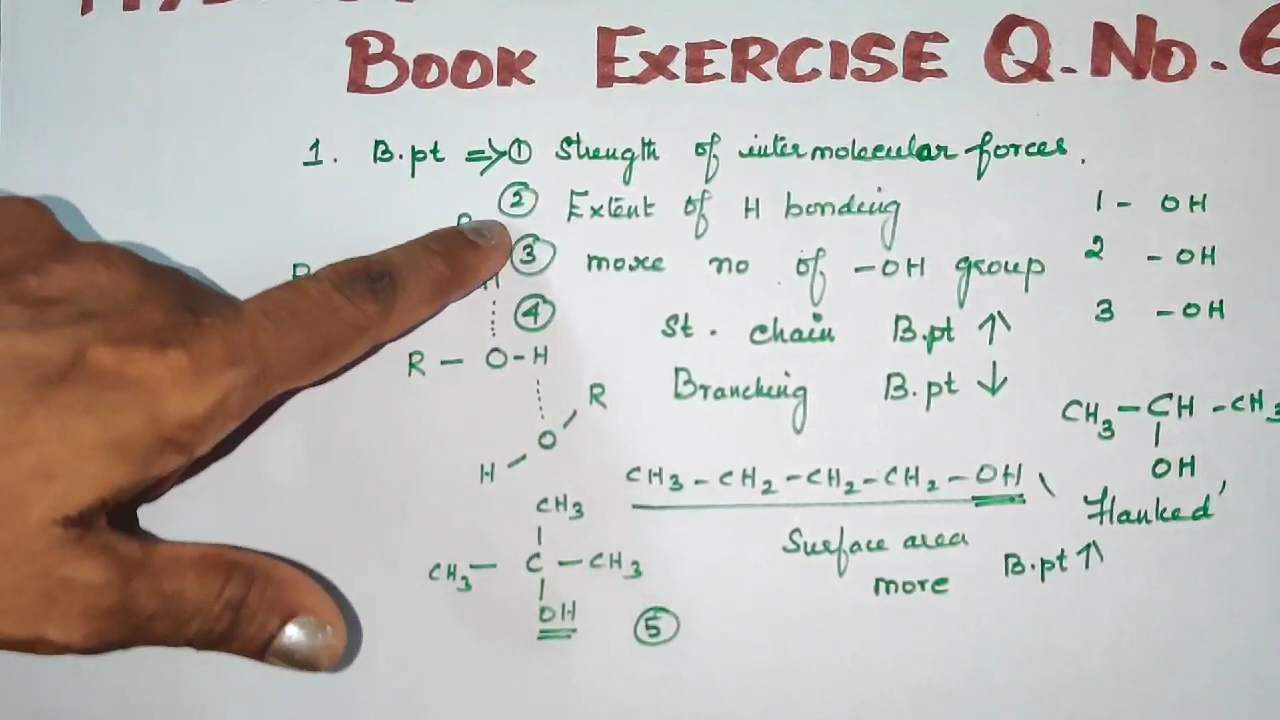 BOOK EXERCISE Q.NO.6
1. B.pt => ① Strength of intermolecular forces.
② Extent of H bonding
1 - OH
③ more no of -OH group
2 - OH
3 - OH
④ St. chain B.pt ↑
Branching B.pt ↓
R - O-H
R
O
H
CH3-CH-CH3
OH
'Flanked'
CH3-CH2-CH2-CH2-OH
Surface area
more
B.pt ↑
CH3
CH3- C -CH3
OH
⑤